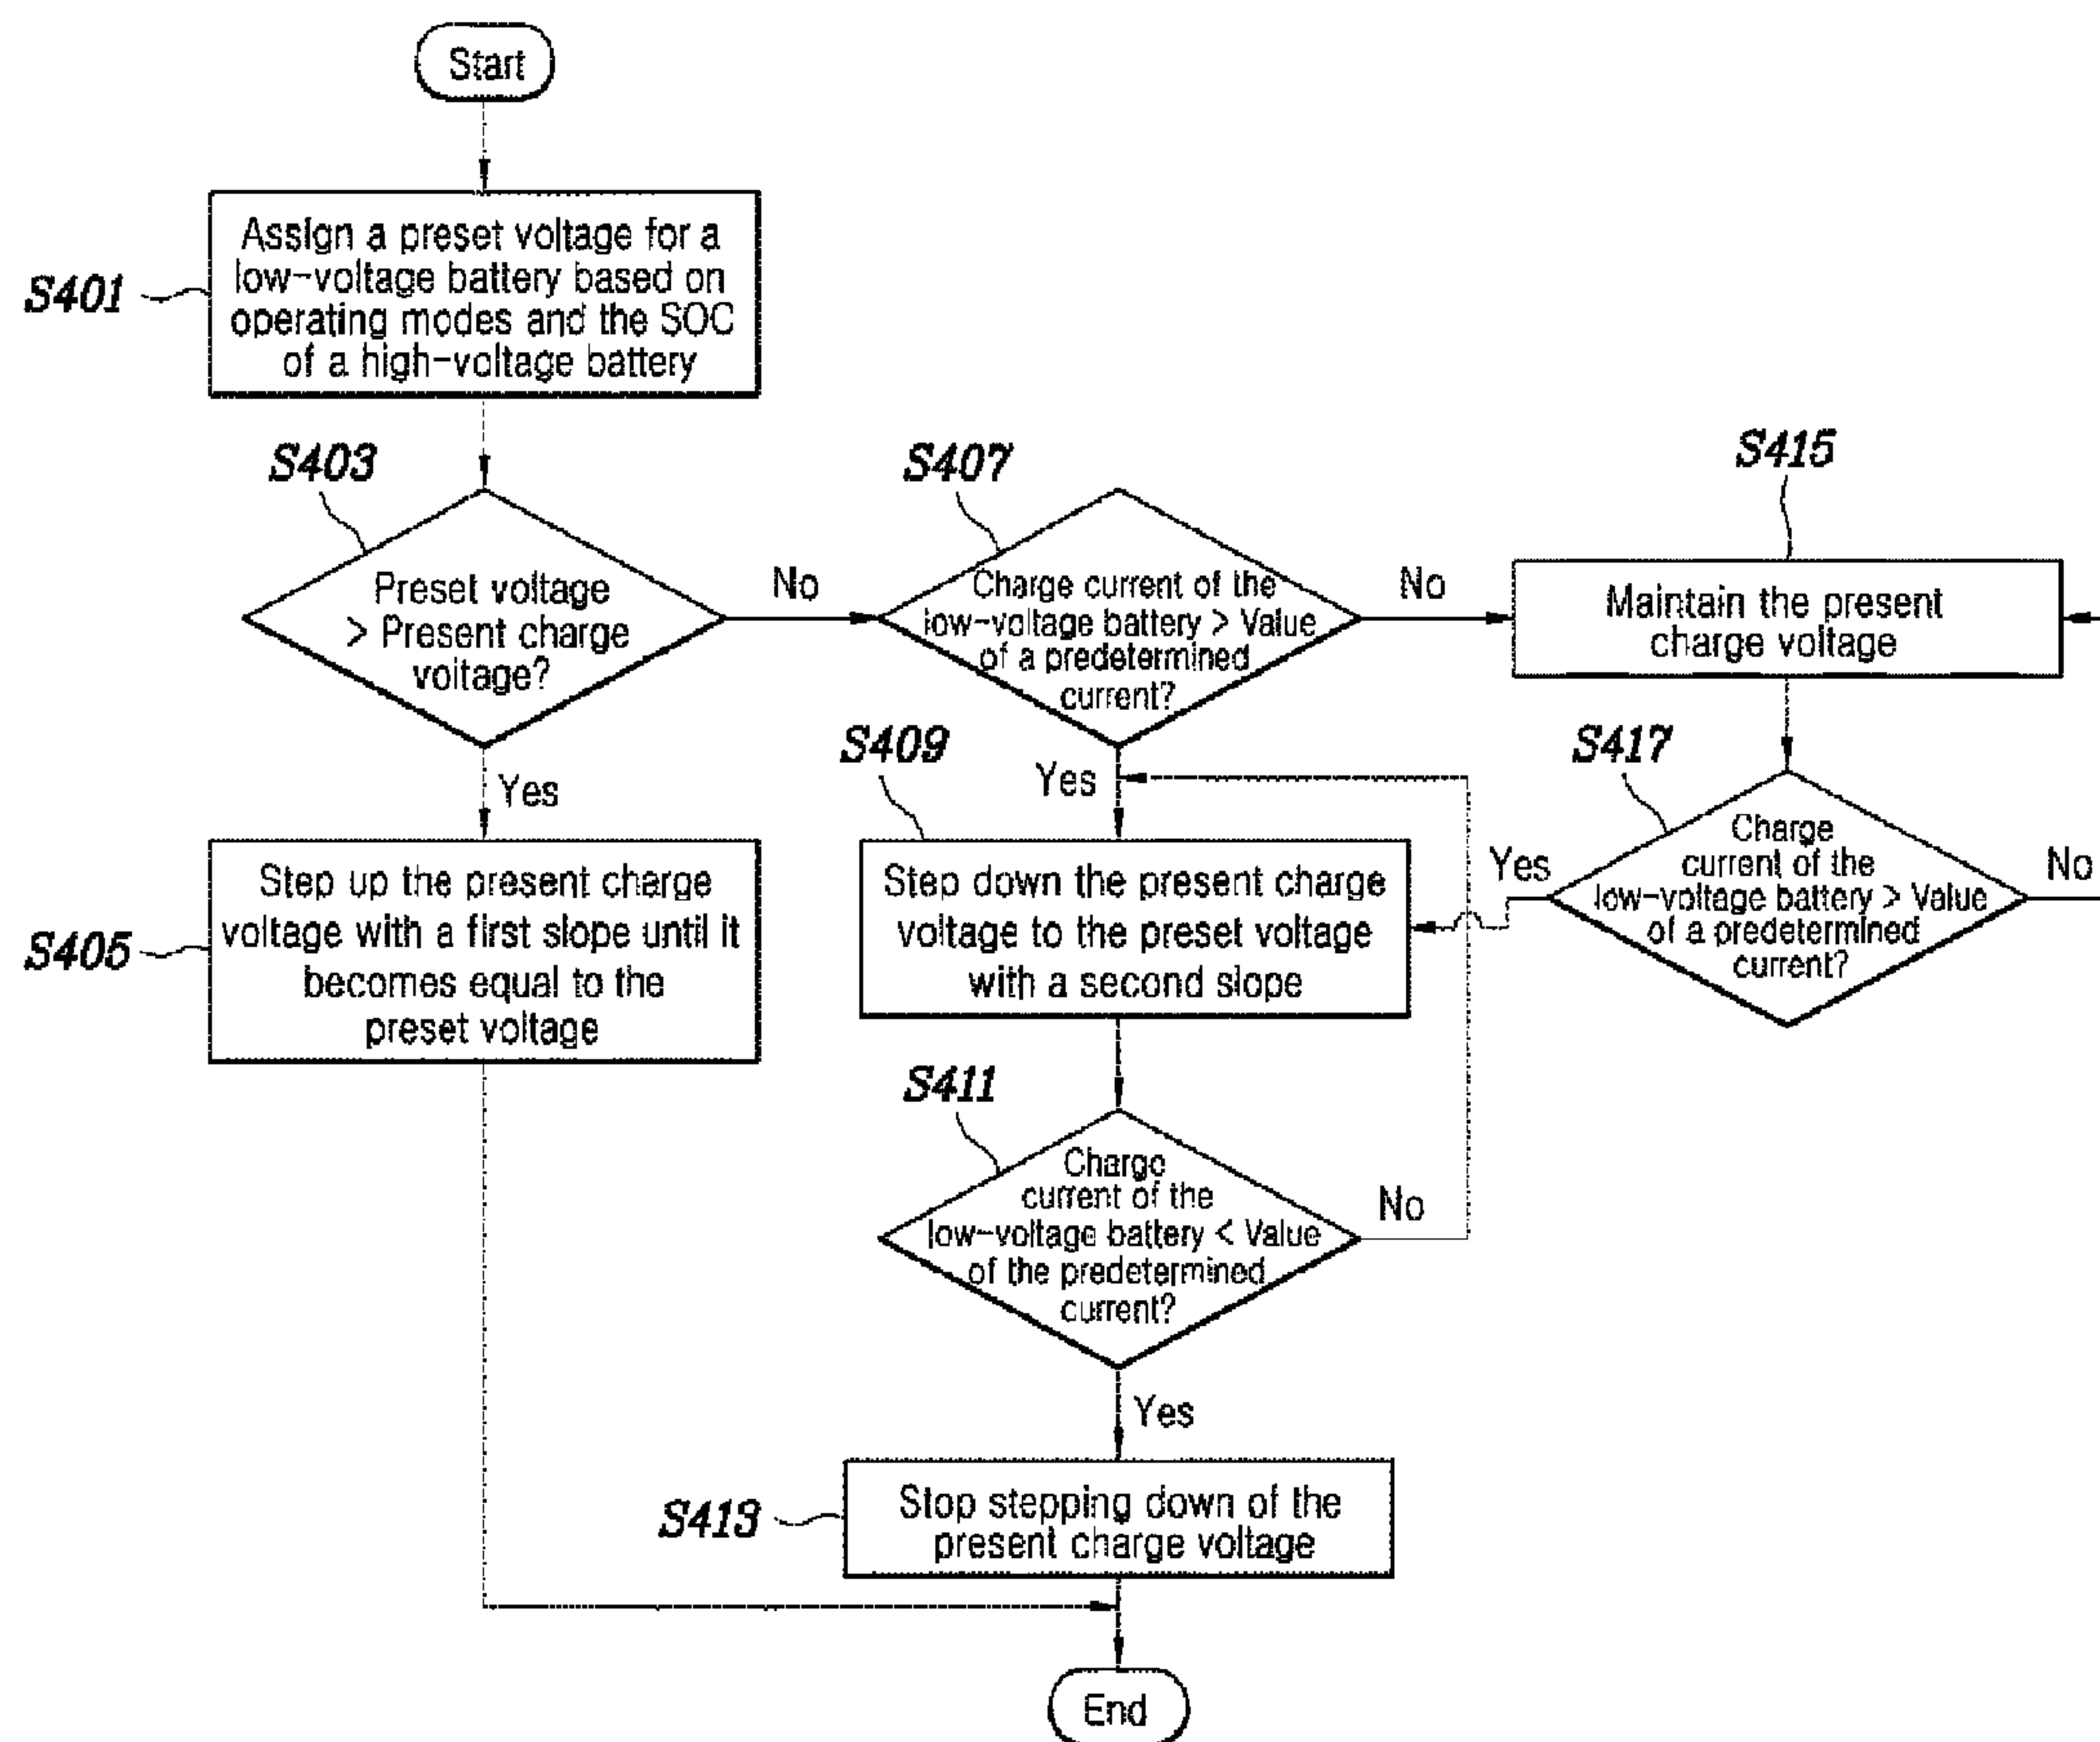 Start
S401
Assign a preset voltage for a
low-voltage battery based on
operating modes and the SOC
of a high-voltage battery
S403
Preset voltage
> Present charge
voltage?
No
Yes
S407
Charge current of the
low-voltage battery > Value
of a predetermined
current?
No
Yes
S415
Maintain the present
charge voltage
S417
Charge
current of the
low-voltage battery > Value
of a predetermined
current?
Yes
No
S405
Step up the present charge
voltage with a first slope until it
becomes equal to the
preset voltage
S409
Step down the present charge
voltage to the preset voltage
with a second slope
S411
Charge
current of the
low-voltage battery < Value
of the predetermined
current?
No
Yes
S413
Stop stepping down of the
present charge voltage
End